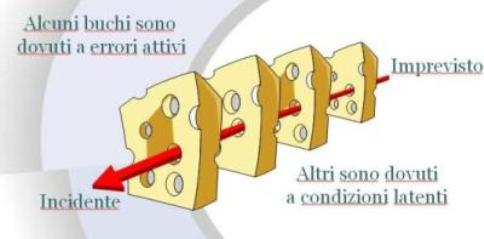 Alcuni buchi sono
dovuti a errori attivi
Imprevisto
Altri sono dovuti
a condizioni latenti
Incidente